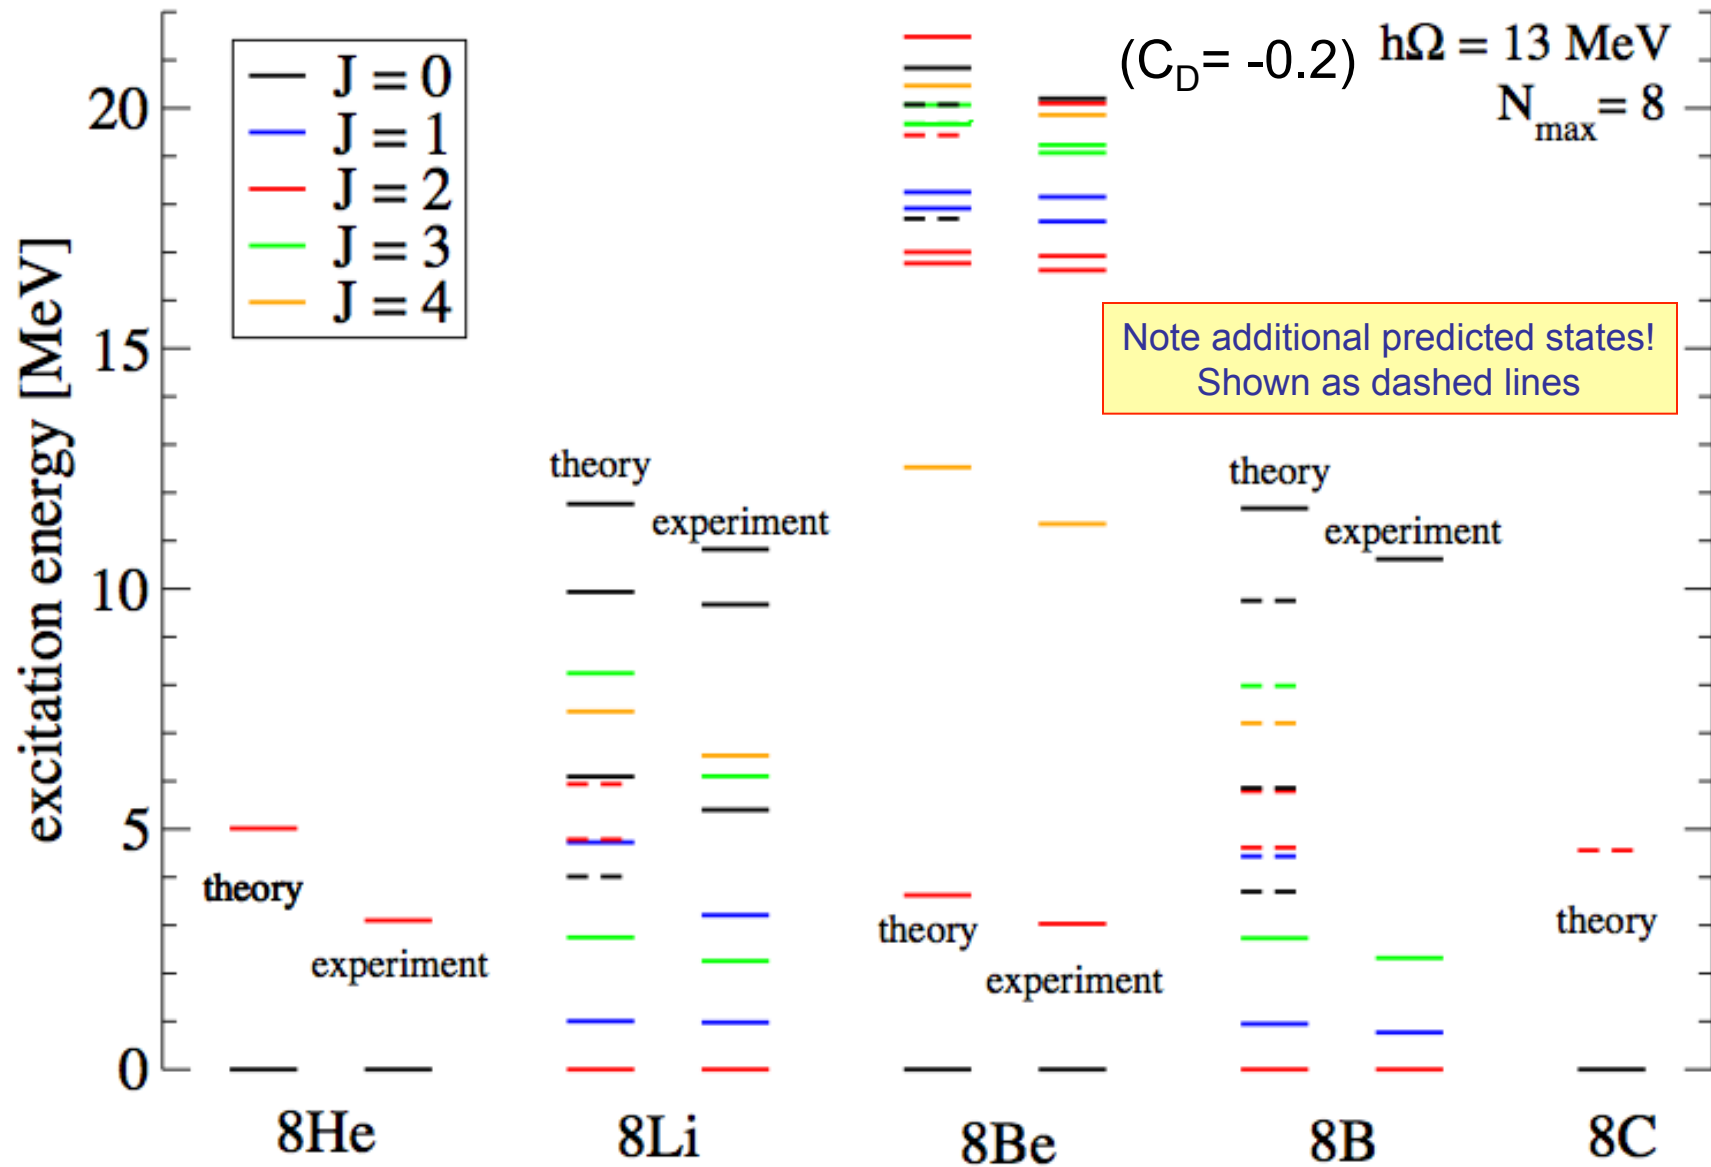 J = 0
J = 1
J = 2
J = 3
J = 4
(C_D= -0.2)
hΩ = 13 MeV
N_max= 8
Note additional predicted states!
Shown as dashed lines
excitation energy [MeV]
20
15
10
5
0
theory
experiment
theory
experiment
theory
experiment
theory
experiment
theory
8He
8Li
8Be
8B
8C